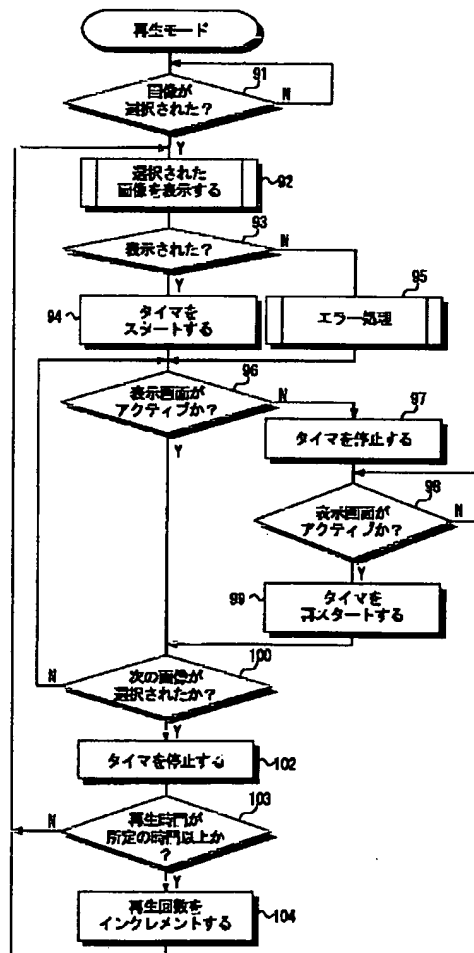 再生モード
91
画像が
選択された?
N
Y
選択された
画像を表示する
92
93
表示された?
N
Y
94
タイマを
スタートする
95
エラー処理
96
表示画面が
アクティブか?
N
Y
97
タイマを停止する
98
表示画面が
アクティブか?
N
Y
99
タイマを
再スタートする
100
次の画像が
選択されたか?
N
Y
タイマを停止する
102
103
再生時間が
所定の時間以上か
?
N
Y
再生回数を
インクレメントする
104